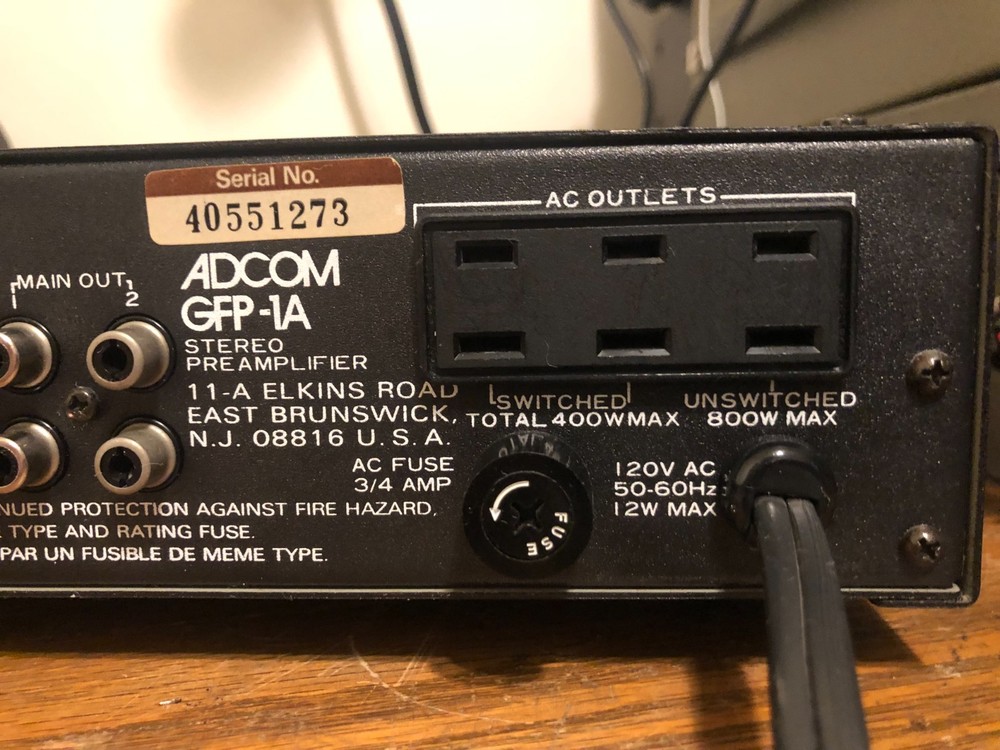 Serial No.
40551273
AC OUTLETS
MAIN OUT
1 2
ADCOM
GFP-1A
STEREO
PREAMPLIFIER
11-A ELKINS ROAD
EAST BRUNSWICK,
N.J. 08816 U.S.A.
SWITCHED
TOTAL 400W MAX
UNSWITCHED
800W MAX
AC FUSE
3/4 AMP
FUSE
120V AC
50-60Hz
12W MAX
NUED PROTECTION AGAINST FIRE HAZARD,
TYPE AND RATING FUSE.
PAR UN FUSIBLE DE MEME TYPE.